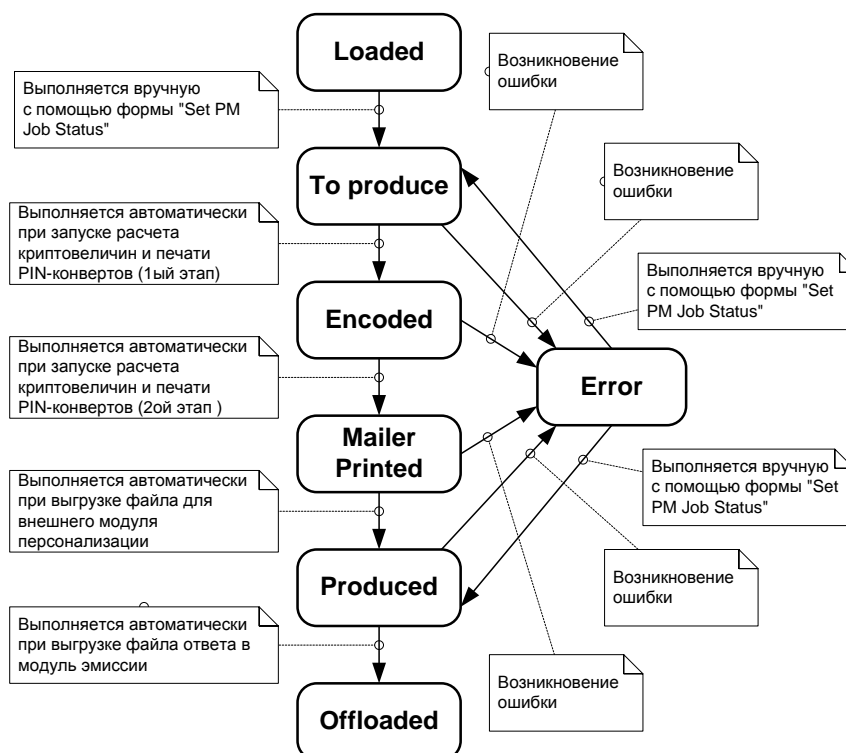 Loaded
Возникновение
ошибки
Выполняется вручную
с помощью формы "Set PM
Job Status"
To produce
Возникновение
ошибки
Выполняется автоматически
при запуске расчета
криптовеличин и печати
PIN-конвертов (1ый этап)
Выполняется вручную
с помощью формы "Set
PM Job Status"
Encoded
Выполняется автоматически
при запуске расчета
криптовеличин и печати
PIN-конвертов (2ой этап )
Error
Mailer
Printed
Выполняется вручную
с помощью формы "Set
PM Job Status"
Выполняется автоматически
при выгрузке файла для
внешнего модуля
персонализации
Produced
Возникновение
ошибки
Выполняется автоматически
при выгрузке файла ответа в
модуль эмиссии
Возникновение
ошибки
Offloaded